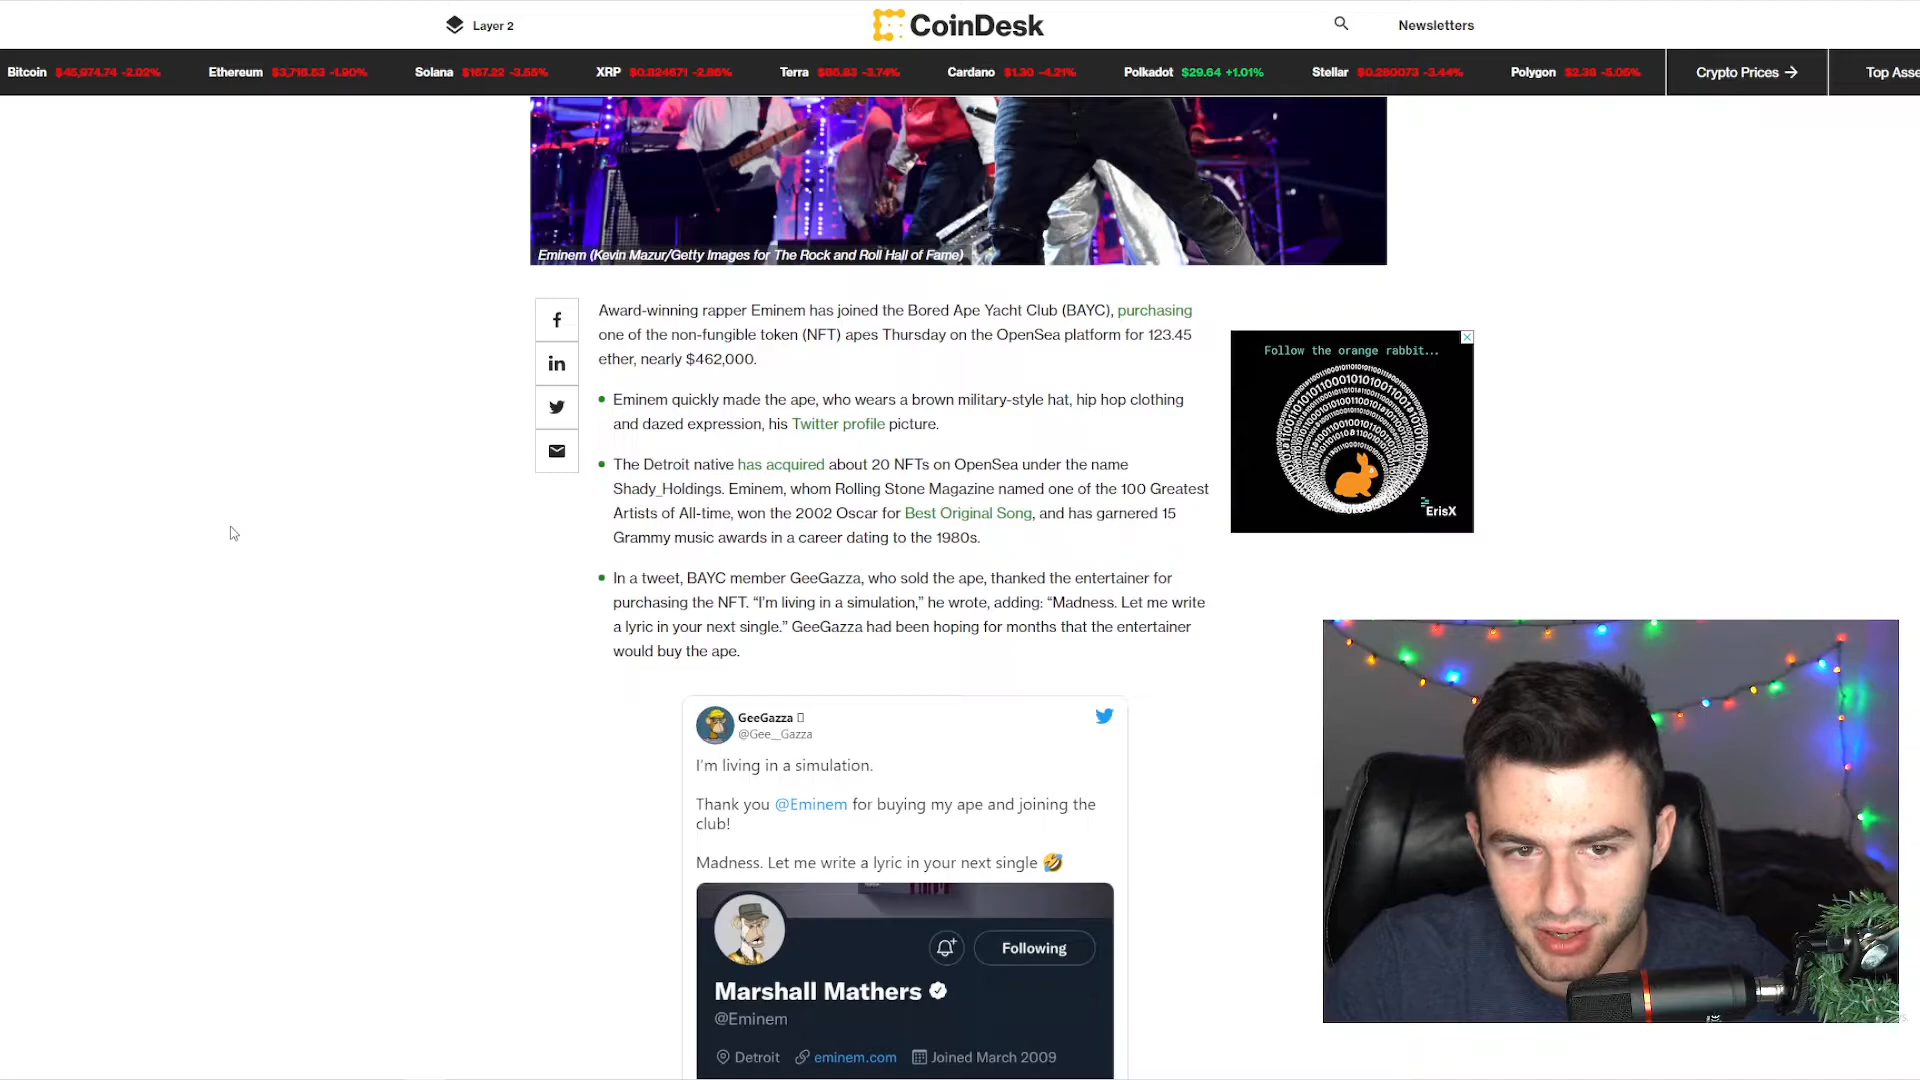 Layer 2
CoinDesk
Newsletters
Bitcoin $45,974.74 -2.02% Ethereum $3,716.53 -1.90% Solana $167.22 -3.55% XRP $0.824671 -2.86% Terra $85.83 -3.74% Cardano $1.30 -4.21% Polkadot $29.64 +1.01% Stellar $0.280073 -3.44% Polygon $2.38 -5.05% Crypto Prices → Top Asse
Eminem (Kevin Mazur/Getty Images for The Rock and Roll Hall of Fame)
Award-winning rapper Eminem has joined the Bored Ape Yacht Club (BAYC), purchasing
one of the non-fungible token (NFT) apes Thursday on the OpenSea platform for 123.45
ether, nearly $462,000.
Eminem quickly made the ape, who wears a brown military-style hat, hip hop clothing
and dazed expression, his Twitter profile picture.
The Detroit native has acquired about 20 NFTs on OpenSea under the name
Shady_Holdings. Eminem, whom Rolling Stone Magazine named one of the 100 Greatest
Artists of All-time, won the 2002 Oscar for Best Original Song, and has garnered 15
Grammy music awards in a career dating to the 1980s.
In a tweet, BAYC member GeeGazza, who sold the ape, thanked the entertainer for
purchasing the NFT. “I’m living in a simulation,” he wrote, adding: “Madness. Let me write
a lyric in your next single.” GeeGazza had been hoping for months that the entertainer
would buy the ape.
Follow the orange rabbit...
ErisX
GeeGazza
@Gee__Gazza
I'm living in a simulation.
Thank you @Eminem for buying my ape and joining the
club!
Madness. Let me write a lyric in your next single 🤣
Following
Marshall Mathers
@Eminem
Detroit eminem.com Joined March 2009